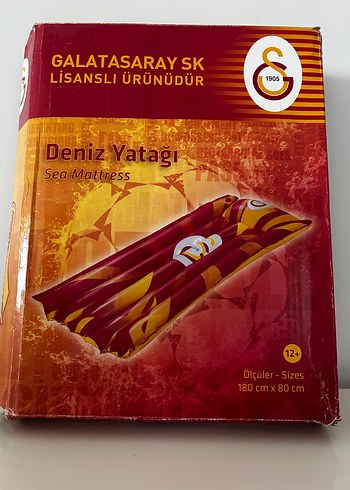 GALATASARAY SK
LİSANSLI ÜRÜNÜDÜR
1905
Deniz Yatağı
Sea Mattress
12+
Ölçüler - Sizes
180 cm x 80 cm